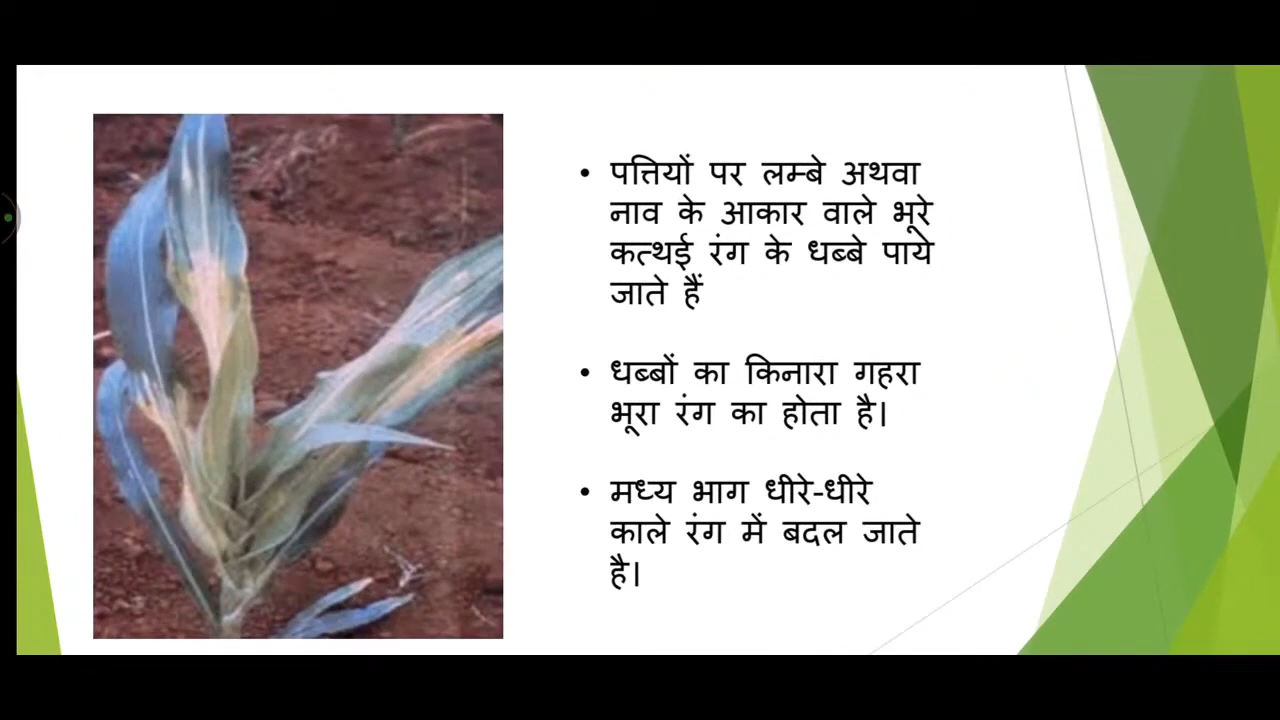 • पत्तियों पर लम्बे अथवा
नाव के आकार वाले भूरे
कत्थई रंग के धब्बे पाये
जाते हैं
• धब्बों का किनारा गहरा
भूरा रंग का होता है।
• मध्य भाग धीरे-धीरे
काले रंग में बदल जाते
है।